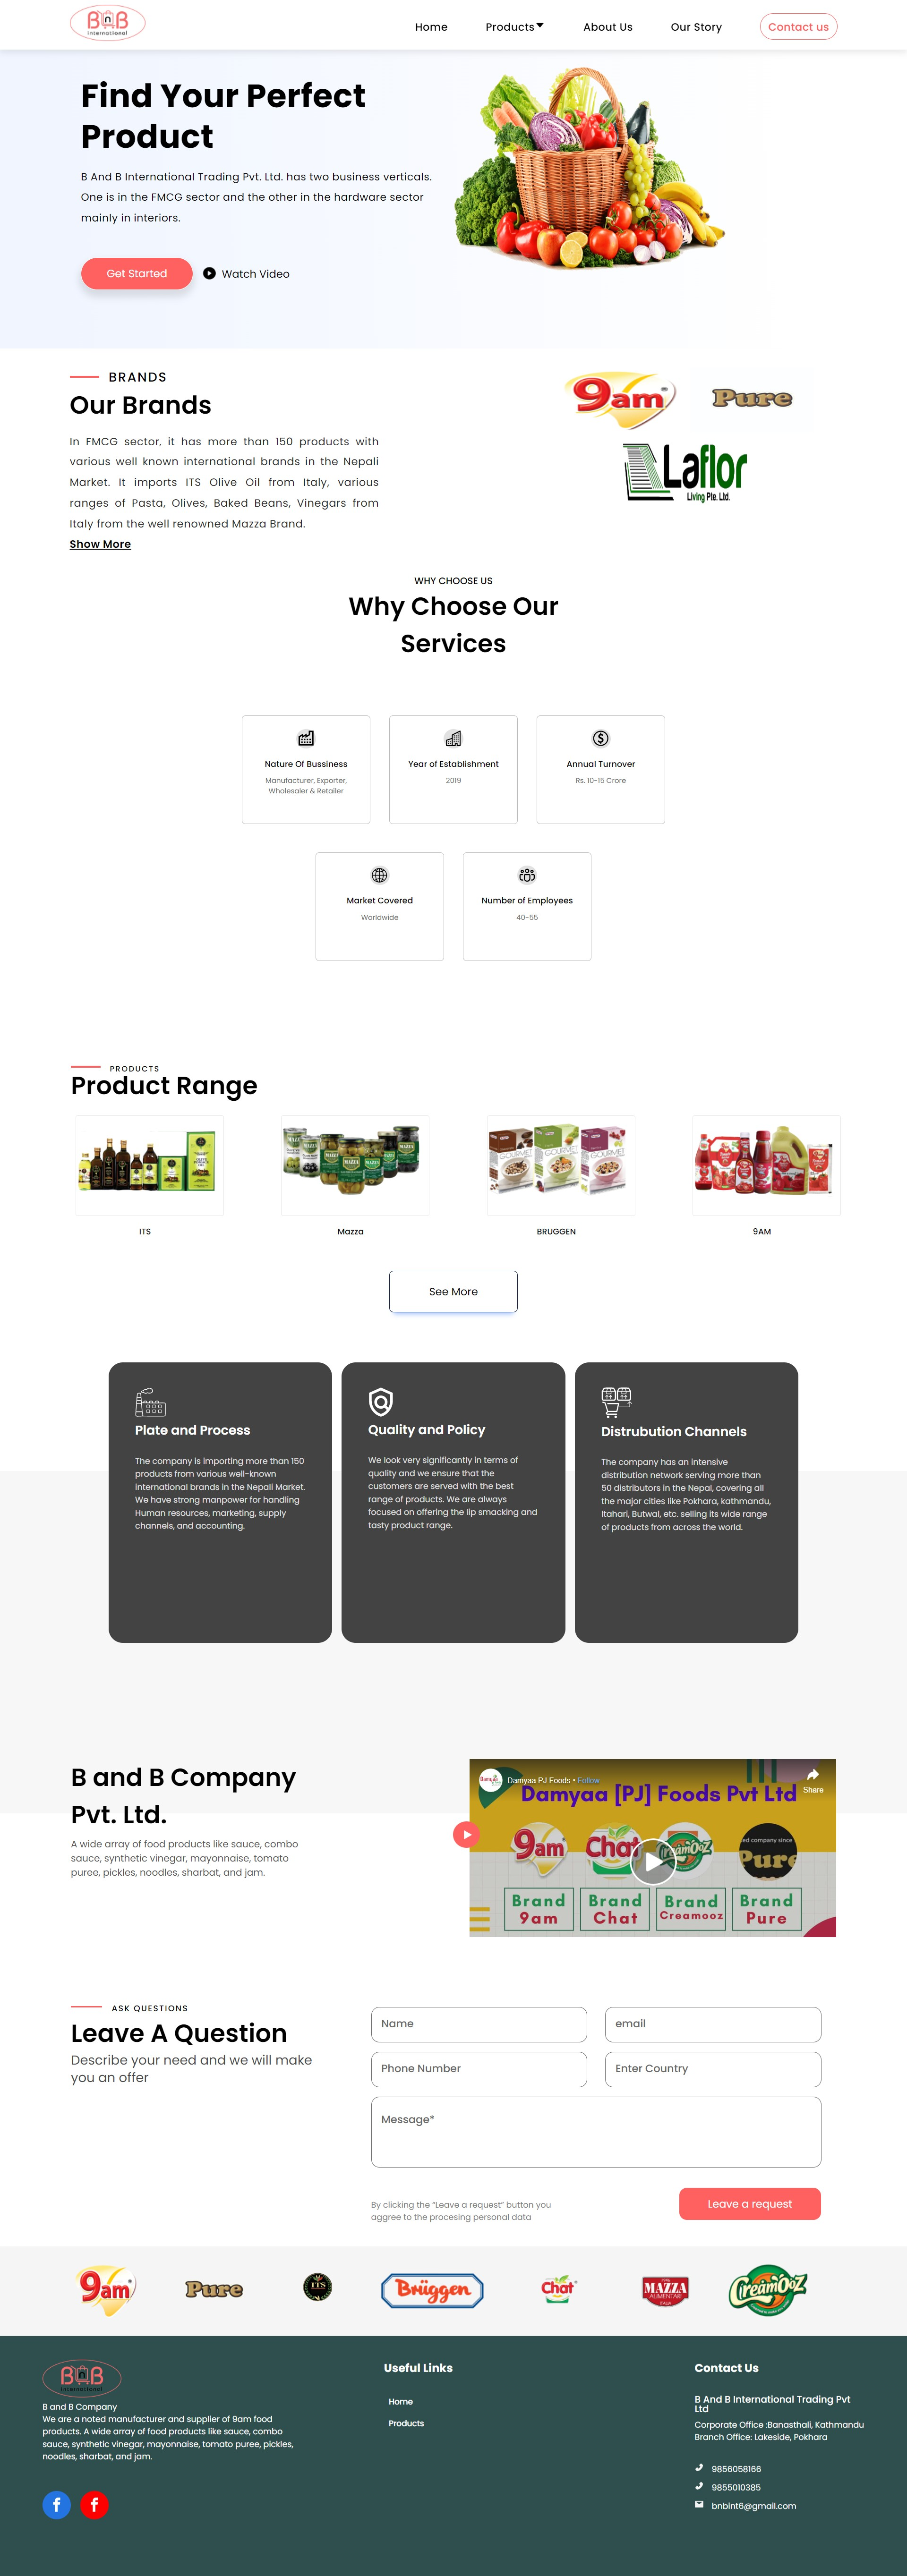 BnB
international
Home
Products
About Us
Our Story
Contact us
Find Your Perfect
Product
B And B International Trading Pvt. Ltd. has two business verticals.
One is in the FMCG sector and the other in the hardware sector
mainly in interiors.
Get Started
Watch Video
BRANDS
Our Brands
In FMCG sector, it has more than 150 products with
various well known international brands in the Nepali
Market. It imports ITS Olive Oil from Italy, various
ranges of Pasta, Olives, Baked Beans, Vinegars from
Italy from the well renowned Mazza Brand.
Show More
9am
Pure
Laflor
Living Pte. Ltd.
WHY CHOOSE US
Why Choose Our
Services
Nature Of Bussiness
Manufacturer, Exporter,
Wholesaler & Retailer
Year of Establishment
2019
Annual Turnover
Rs. 10-15 Crore
Market Covered
Worldwide
Number of Employees
40-55
PRODUCTS
Product Range
MAZZA
GOURMET
GOURMET
GOURMET
ITS
Mazza
BRUGGEN
9AM
See More
Plate and Process
The company is importing more than 150
products from various well-known
international brands in the Nepali Market.
We have strong manpower for handling
Human resources, marketing, supply
channels, and accounting.
Quality and Policy
We look very significantly in terms of
quality and we ensure that the
customers are served with the best
range of products. We are always
focused on offering the lip smacking and
tasty product range.
Distrubution Channels
The company has an intensive
distribution network serving more than
50 distributors in the Nepal, covering all
the major cities like Pokhara, kathmandu,
Itahari, Butwal, etc. selling its wide range
of products from across the world.
B and B Company
Pvt. Ltd.
A wide array of food products like sauce, combo
sauce, synthetic vinegar, mayonnaise, tomato
puree, pickles, noodles, sharbat, and jam.
Damyaa PJ Foods • Follow
Share
Damyaa [PJ] Foods Pvt Ltd
9am
Chat
CreamOoz
ed company since
Pure
Brand
9am
Brand
Chat
Brand
Creamooz
Brand
Pure
ASK QUESTIONS
Leave A Question
Describe your need and we will make
you an offer
Name
email
Phone Number
Enter Country
Message*
By clicking the "Leave a request" button you
aggree to the procesing personal data
Leave a request
9am
Pure
ITS
Brüggen
Chat
MAZZA
ALIMENTARI
ITALIA
CreamOoz
BnB
international
B and B Company
We are a noted manufacturer and supplier of 9am food
products. A wide array of food products like sauce, combo
sauce, synthetic vinegar, mayonnaise, tomato puree, pickles,
noodles, sharbat, and jam.
Useful Links
Home
Products
Contact Us
B And B International Trading Pvt
Ltd
Corporate Office :Banasthali, Kathmandu
Branch Office: Lakeside, Pokhara
9856058166
9855010385
bnbint6@gmail.com